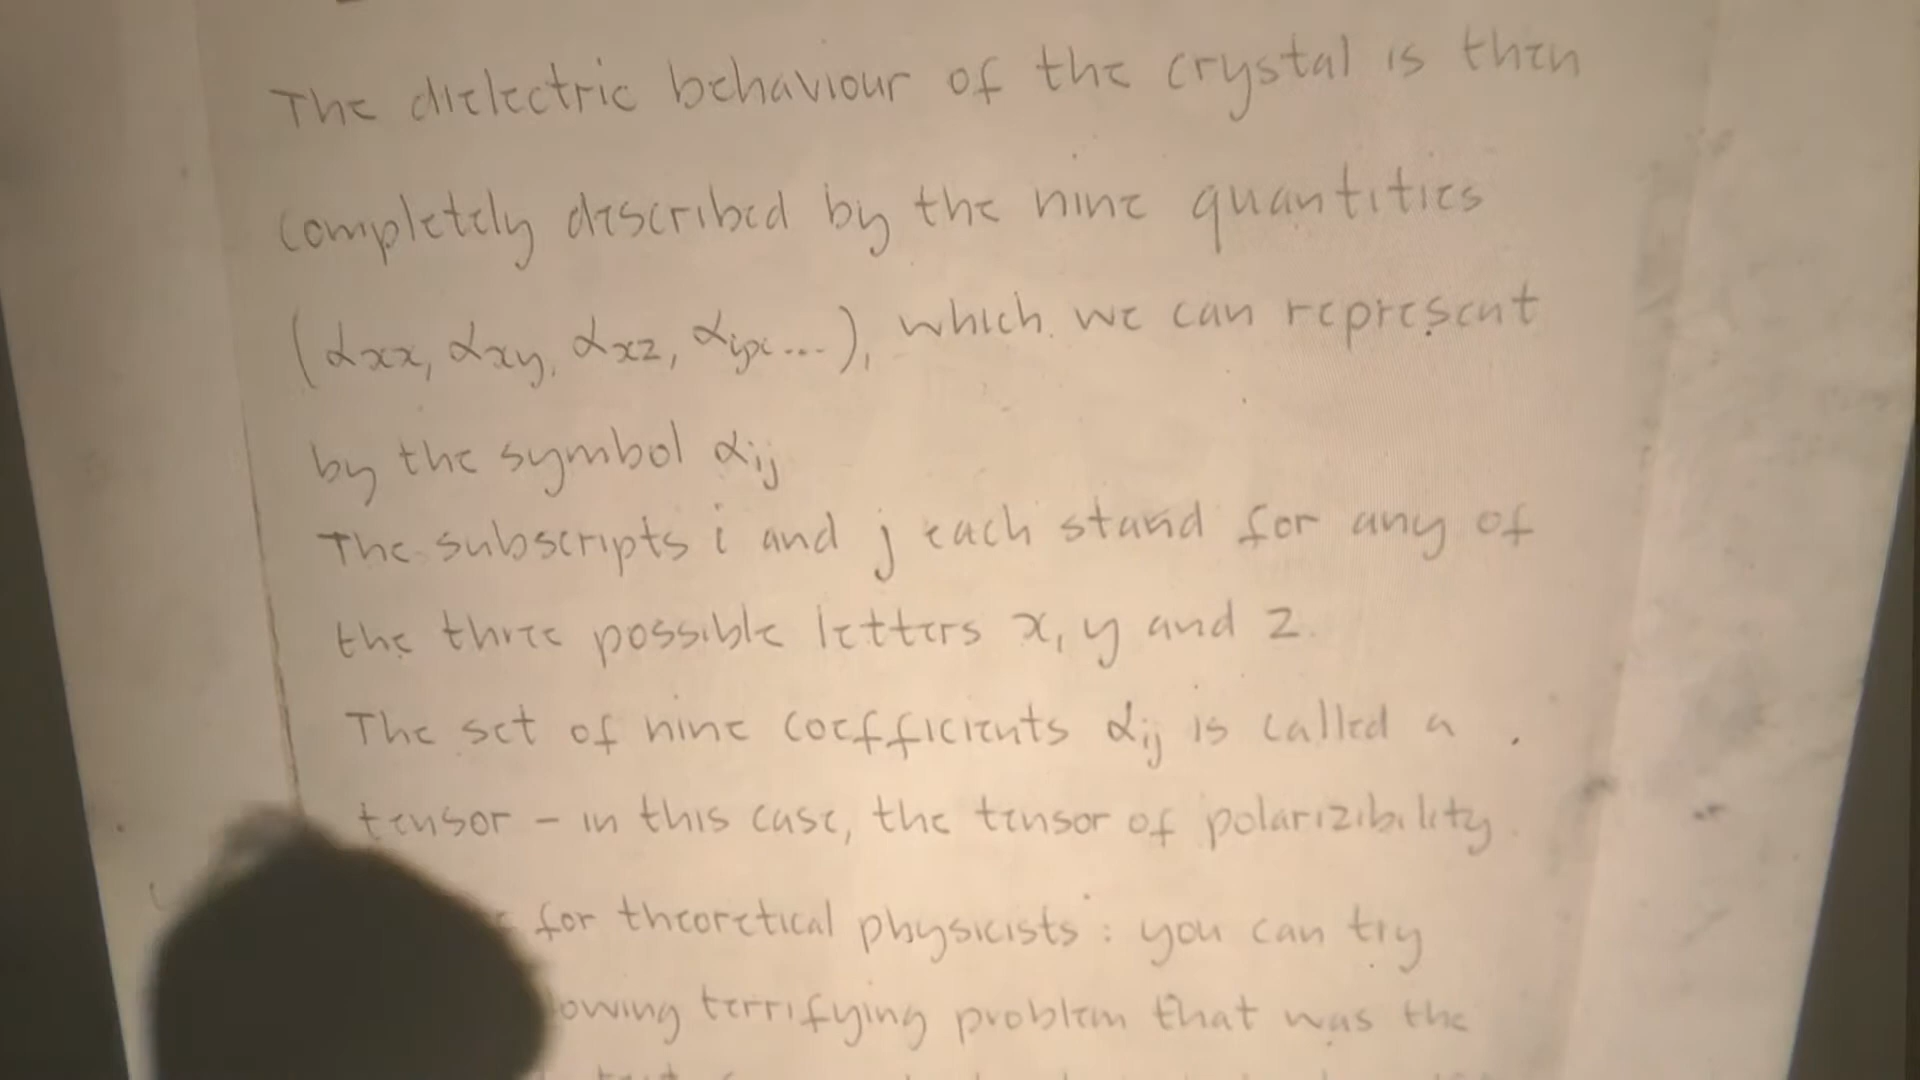 The dielectric behaviour of the crystal is then
completely described by the nine quantities
(αxx, αxy, αxz, αyx...), which we can represent
by the symbol αij
The subscripts i and j each stand for any of
the three possible letters x, y and z.
The set of nine coefficients αij is called a
tensor – in this case, the tensor of polarizibility.
for theoretical physicists: you can try
owing terrifying problem that was the